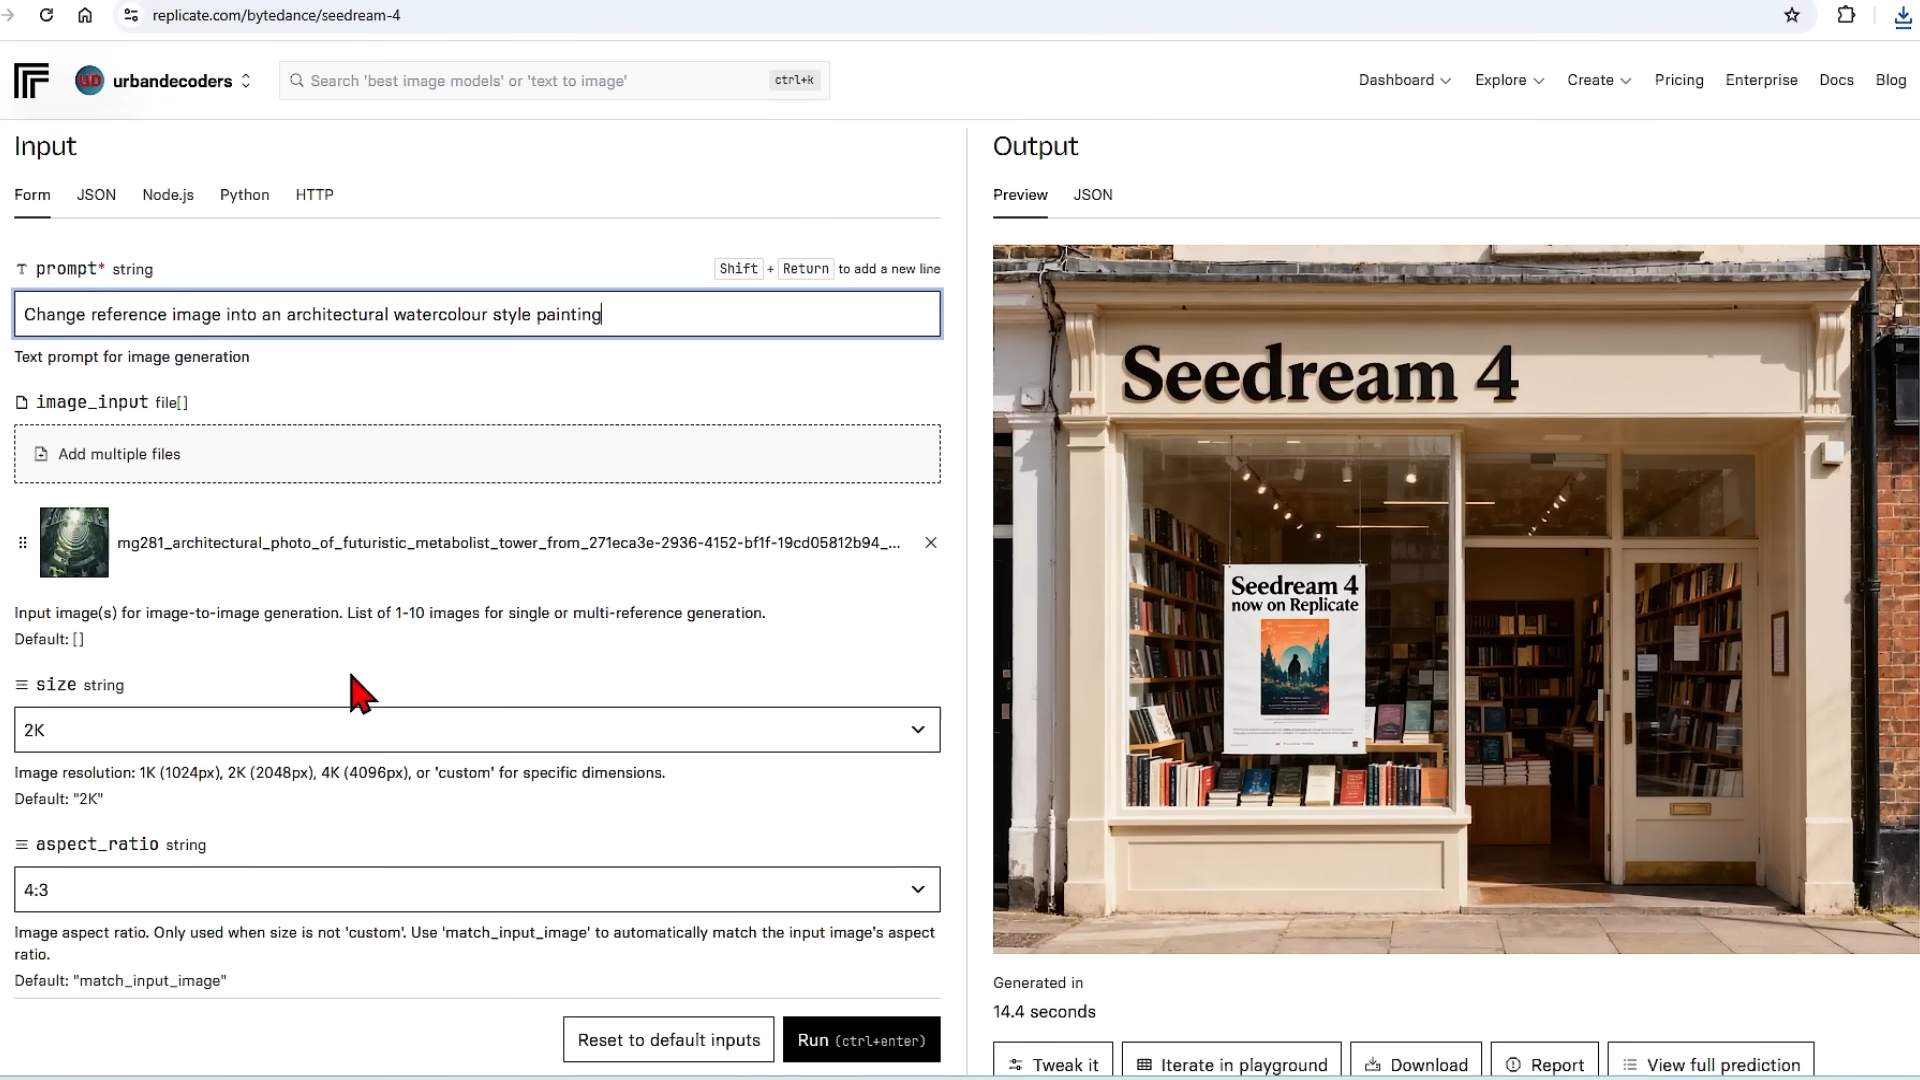 replicate.com/bytedance/seedream-4
UD
urbandecoders
Search 'best image models' or 'text to image'
ctrl+k
Dashboard
Explore
Create
Pricing
Enterprise
Docs
Blog
Input
Form
JSON
Node.js
Python
HTTP
prompt* string
Shift + Return to add a new line
Change reference image into an architectural watercolour style painting
Text prompt for image generation
image_input file[]
Add multiple files
mg281_architectural_photo_of_futuristic_metabolist_tower_from_271eca3e-2936-4152-bf1f-19cd05812b94_...
Input image(s) for image-to-image generation. List of 1-10 images for single or multi-reference generation.
Default: []
size string
2K
Image resolution: 1K (1024px), 2K (2048px), 4K (4096px), or 'custom' for specific dimensions.
Default: "2K"
aspect_ratio string
4:3
Image aspect ratio. Only used when size is not 'custom'. Use 'match_input_image' to automatically match the input image's aspect
ratio.
Default: "match_input_image"
Reset to default inputs
Run (ctrl+enter)
Output
Preview
JSON
Seedream 4
Seedream 4
now on Replicate
Generated in
14.4 seconds
Tweak it
Iterate in playground
Download
Report
View full prediction